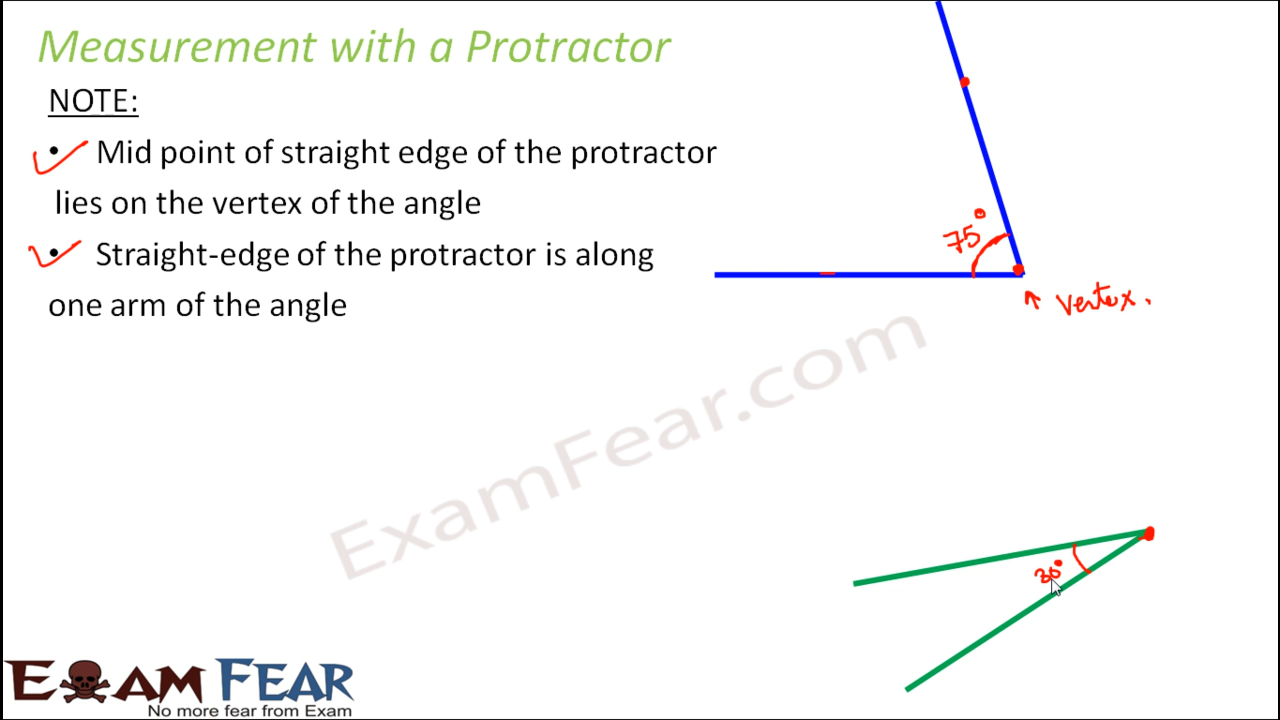 Measurement with a Protractor
NOTE:
• Mid point of straight edge of the protractor
lies on the vertex of the angle
• Straight-edge of the protractor is along
one arm of the angle
75°
vertex.
ExamFear.com
30°
EXAM FEAR
No more fear from Exam